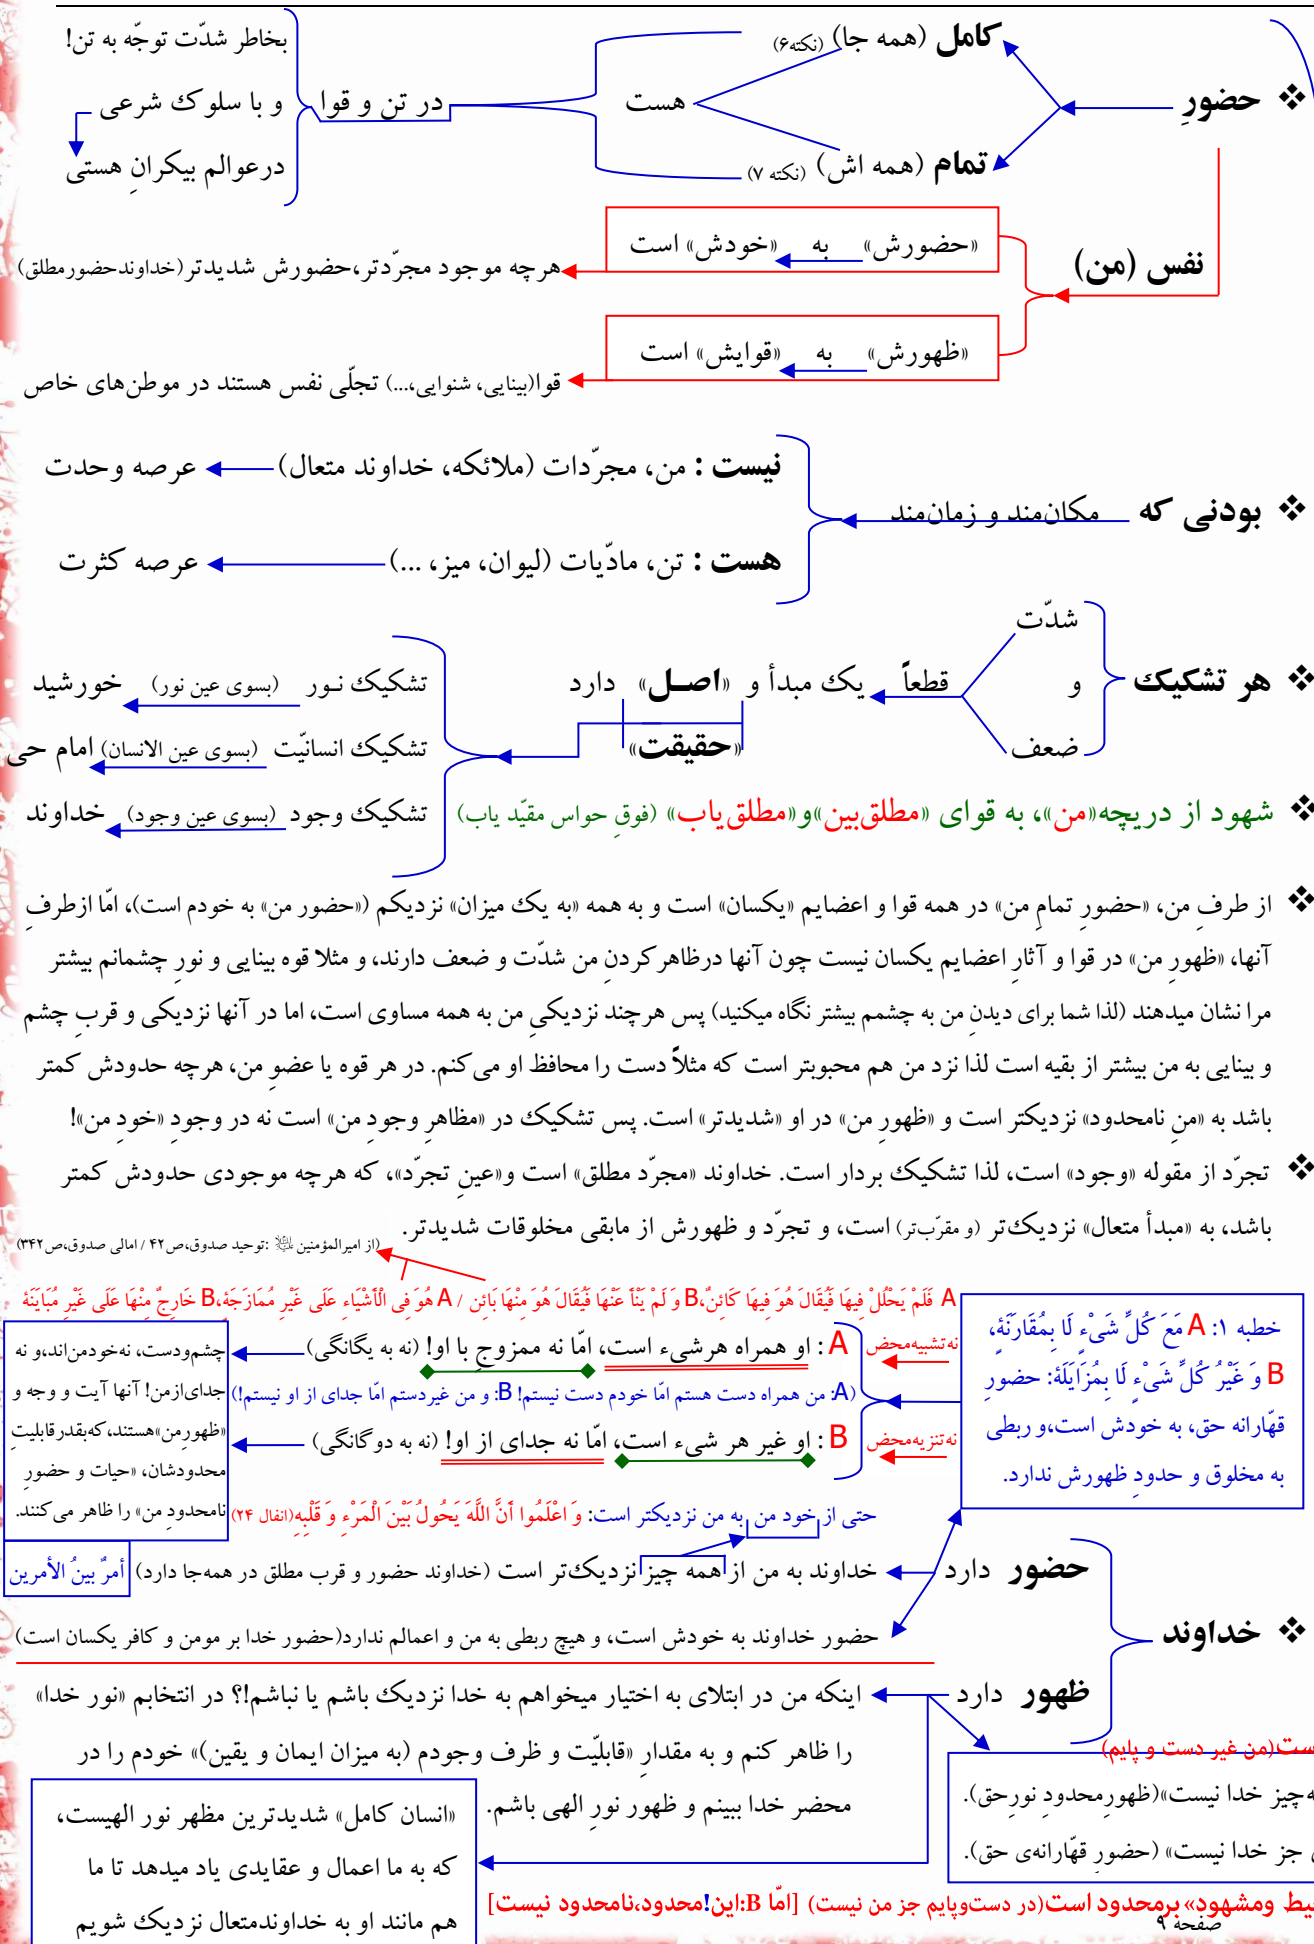 ❖ حضورِ
کامل (همه جا) (نکته۶)
تمام (همه اش) (نکته ۷)
هست
در تن و قوا
بخاطر شدّت توجّه به تن!
و با سلوک شرعی
درعوالم بیکرانِ هستی
نفس (من)
«حضورش» به «خودش» است
هرچه موجود مجرّدتر،حضورش شدیدتر(خداوندحضورمطلق)
«ظهورش» به «قوایش» است
قوا(بینایی، شنوایی،...) تجلّی نفس هستند در موطن‌های خاص
❖ بودنی که مکان‌مند و زمان‌مند
نیست : من، مجرّدات (ملائکه، خداوند متعال) عرصه وحدت
هست : تن، مادّیات (لیوان، میز، ...) عرصه کثرت
❖ هر تشکیک
شدّت
و
ضعف
قطعاً یک مبدأ و «اصـل» دارد
«حقیقت»
تشکیک نـور (بسوی عین نور) خورشید
تشکیک انسانیّت (بسوی عین الانسان) امام حی
تشکیک وجود (بسوی عین وجود) خداوند
❖ شهود از دریچه«من»، به قوای «مطلق‌بین»و«مطلق‌یاب» (فوقِ حواس مقیّد یاب)
❖ از طرفِ من، «حضورِ تمامِ من» در همه قوا و اعضایم «یکسان» است و به همه «به یک میزان» نزدیکم («حضور من» به خودم است)، امّا ازطرفِ
آنها، «ظهورِ من» در قوا و آثارِ اعضایم یکسان نیست چون آنها درظاهرکردنِ من شدّت و ضعف دارند، و مثلا قوه بینایی و نورِ چشمانم بیشتر
مرا نشان میدهند (لذا شما برای دیدنِ من به چشمم بیشتر نگاه میکنید) پس هرچند نزدیکیِ من به همه مساوی است، اما در آنها نزدیکی و قربِ چشم
و بینایی به من بیشتر از بقیه است لذا نزد من هم محبوبتر است که مثلاً دست را محافظ او می‌کنم. در هر قوه یا عضوِ من، هرچه حدودش کمتر
باشد به «منِ نامحدود» نزدیکتر است و «ظهورِ من» در او «شدیدتر» است. پس تشکیک در «مظاهرِ وجودِ من» است نه در وجودِ «خودِ من»!
❖ تجرّد از مقوله «وجود» است، لذا تشکیک بردار است. خداوند «مجرّد مطلق» است و«عینِ تجرّد»، که هرچه موجودی حدودش کمتر
باشد، به «مبدأ متعال» نزدیک‌تر (و مقرّب‌تر) است، و تجرّد و ظهورش از مابقی مخلوقات شدیدتر.
(از امیرالمؤمنین :توحید صدوق،ص۴۲ / امالی صدوق،ص۳۴۲)
A فَلَمْ یَحْلُلْ فِیهَا فَیُقَالَ هُوَ فِیهَا کَائِنٌ،B وَ لَمْ یَنْأَ عَنْهَا فَیُقَالَ هُوَ مِنْهَا بَائِن / A هُوَ فِی الْأَشْیَاءِ عَلَی غَیْرِ مُمَازَجَةٍ،B خَارِجٌ مِنْهَا عَلَی غَیْرِ مُبَایَنَة
خطبه ۱: A مَعَ کُلِّ شَیْءٍ لَا بِمُقَارَنَةٍ،
B وَ غَیْرُ کُلِّ شَیْءٍ لَا بِمُزَایَلَة: حضورِ
قهّارانه حق، به خودش است،و ربطی
به مخلوق و حدودِ ظهورش ندارد.
نه‌تشبیه‌محض
A : او همراه هرشیء است، امّا نه ممزوجِ با او! (نه به یگانگی)
(A: من همراه دست هستم امّا خودم دست نیستم! B: و من غیردستم امّا جدای از او نیستم!)
نه‌تنزیه‌محض
B : او غیر هر شیء است، امّا نه جدای از او! (نه به دوگانگی)
چشم‌ودست، نه‌خودمن‌اند،و نه
جدای‌ازمن! آنها آیت و وجه و
«ظهورِمن»هستند،که‌بقدرقابلیتِ
محدودشان، «حیات و حضورِ
نامحدودِ من» را ظاهر می‌کنند.
حتی از خود من به من نزدیکتر است: وَ اعْلَمُوا أَنَّ اللَّهَ یَحُولُ بَیْنَ الْمَرْءِ وَ قَلْبِهِ(انفال ۲۴)
❖ خداوند
حضور دارد خداوند به من از همه چیز نزدیک‌تر است (خداوند حضور و قرب مطلق در همه‌جا دارد) أمرٌ بینُ الأمرین
حضور خداوند به خودش است، و هیچ ربطی به من و اعمالم ندارد(حضور خدا بر مومن و کافر یکسان است)
ظهور دارد اینکه من در ابتلای به اختیار میخواهم به خدا نزدیک باشم یا نباشم!؟ در انتخابم «نور خدا»
را ظاهر کنم و به مقدارِ «قابلیّت و ظرف وجودم (به میزان ایمان و یقین)» خودم را در
محضر خدا ببینم و ظهور نورِ الهی باشم.
ست(من غیر دست و پایم)
ه‌چیز خدا نیست»(ظهورِمحدودِ نورِحق).
جز خدا نیست» (حضورِ قهّارانه‌ی حق).
«انسان کامل» شدیدترین مظهر نور الهیست،
که به ما اعمال و عقایدی یاد میدهد تا ما
هم مانند او به خداوندمتعال نزدیک شویم
یط ومشهود» برمحدود است(در دست‌وپایم جز من نیست) [امّا B:این!محدود،نامحدود نیست]
صفحه ۹